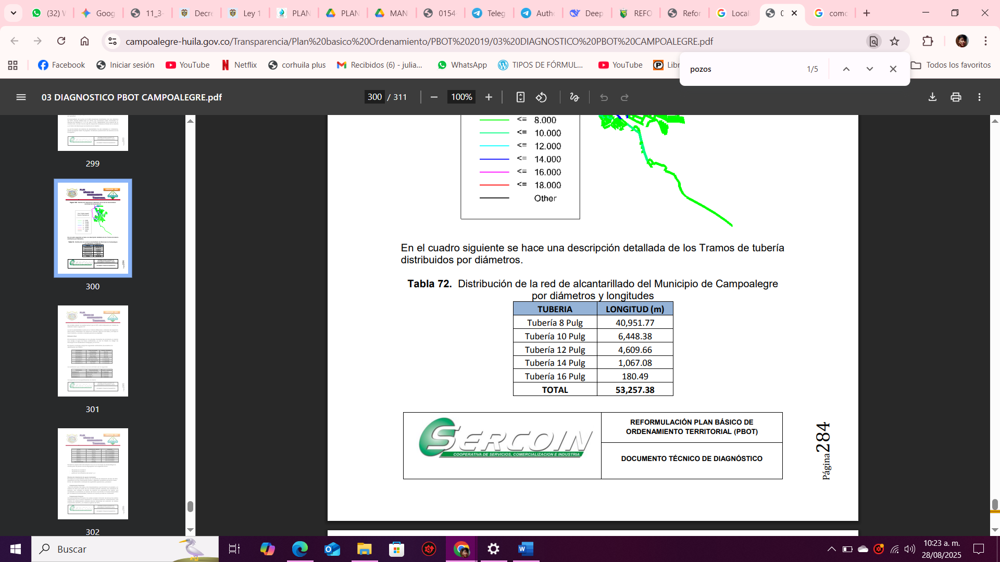 (32) W
Goog
11_3-
Decre
Ley 1
PLAN
PLAN
MAN
0154-
Teleg
Autho
Deep
REFO
Refor
Local
como
campoalegre-huila.gov.co/Transparencia/Plan%20basico%20Ordenamiento/PBOT%202019/03%20DIAGNOSTICO%20PBOT%20CAMPOALEGRE.pdf
Facebook
Iniciar sesión
YouTube
Netflix
corhuila plus
Recibidos (6) - julia...
WhatsApp
TIPOS DE FÓRMUL...
YouTube
Libr
Todos los favoritos
pozos 1/5
03 DIAGNOSTICO PBOT CAMPOALEGRE.pdf
300 / 311
100%
299
300
301
302
<= 8.000
<= 10.000
<= 12.000
<= 14.000
<= 16.000
<= 18.000
Other
En el cuadro siguiente se hace una descripción detallada de los Tramos de tubería
distribuidos por diámetros.
Tabla 72. Distribución de la red de alcantarillado del Municipio de Campoalegre
por diámetros y longitudes
TUBERIA LONGITUD (m)
Tubería 8 Pulg 40,951.77
Tubería 10 Pulg 6,448.38
Tubería 12 Pulg 4,609.66
Tubería 14 Pulg 1,067.08
Tubería 16 Pulg 180.49
TOTAL 53,257.38
SERCOIN
COOPERATIVA DE SERVICIOS, COMERCIALIZACION E INDUSTRIA
REFORMULACIÓN PLAN BÁSICO DE
ORDENAMIENTO TERRITORIAL (PBOT)
DOCUMENTO TÉCNICO DE DIAGNÓSTICO
Página284
Buscar
10:23 a. m.
28/08/2025